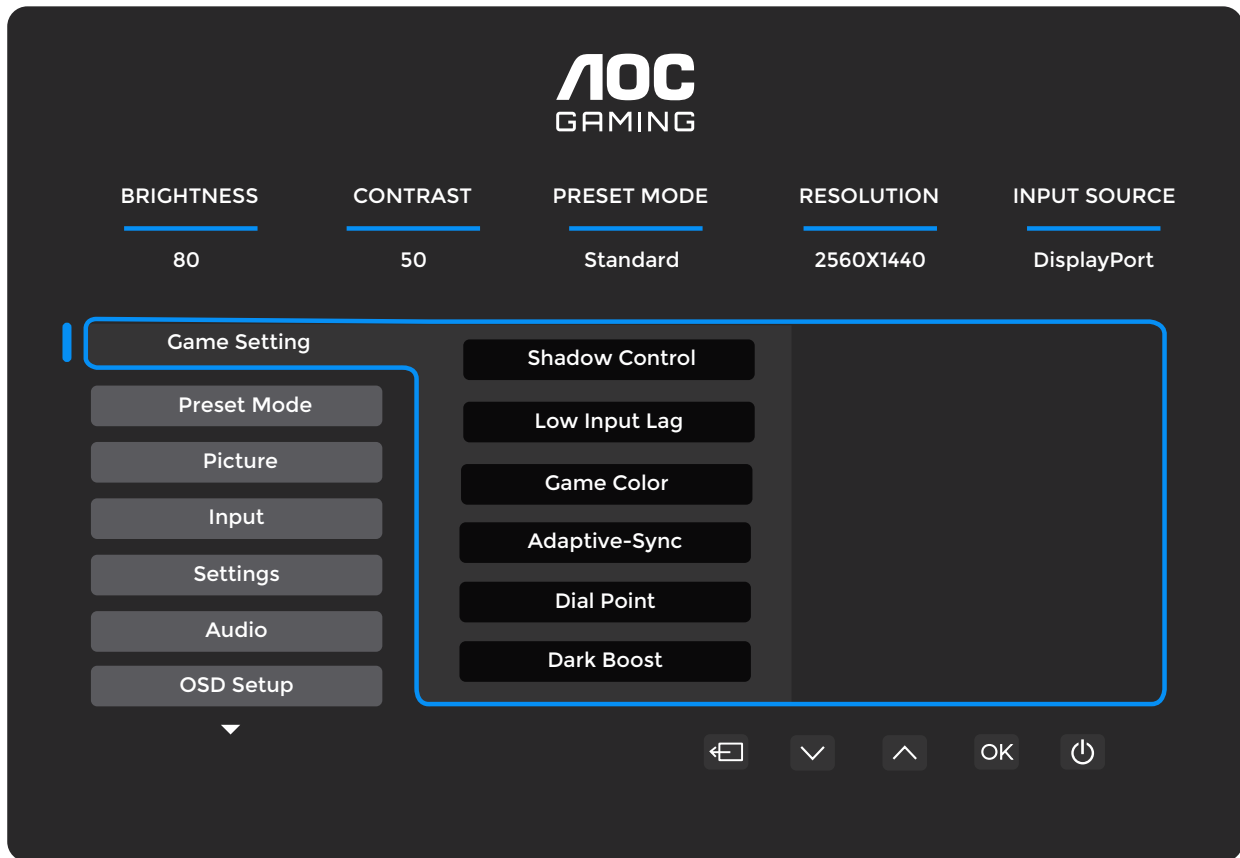 AOC
GAMING
BRIGHTNESS CONTRAST PRESET MODE RESOLUTION INPUT SOURCE
80 50 Standard 2560X1440 DisplayPort
Game Setting
Preset Mode
Picture
Input
Settings
Audio
OSD Setup
Shadow Control
Low Input Lag
Game Color
Adaptive-Sync
Dial Point
Dark Boost
OK